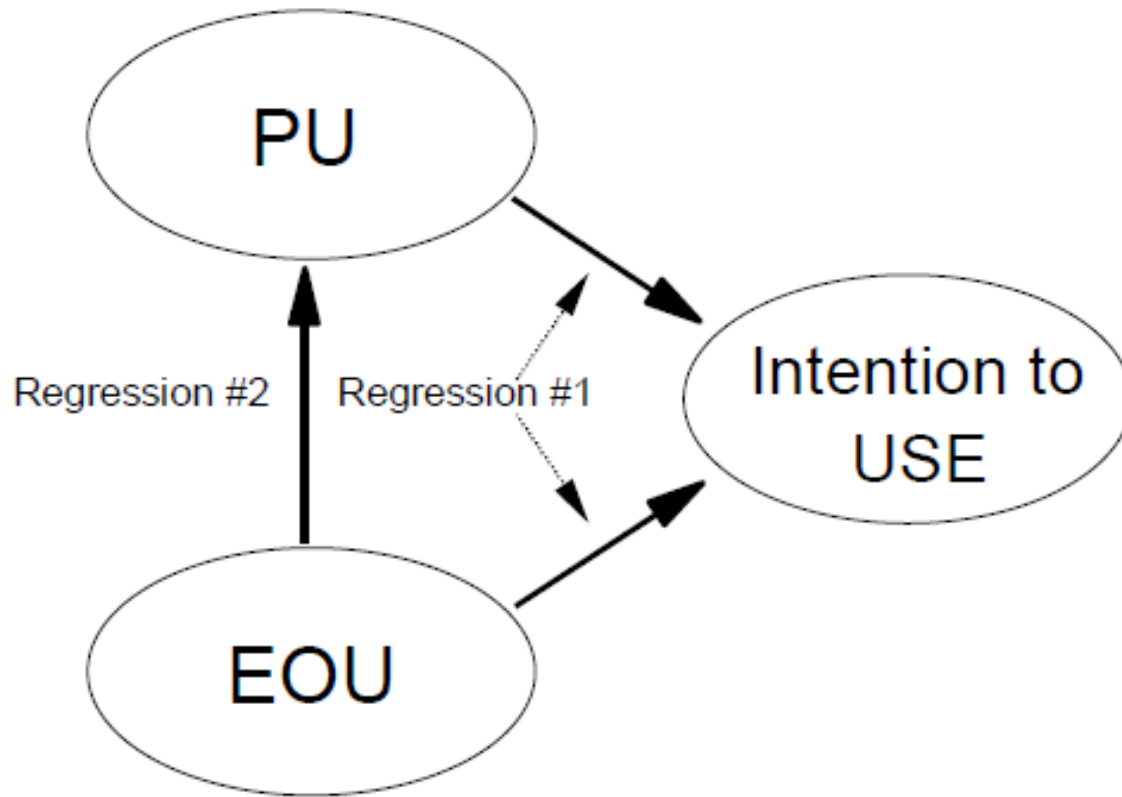 PU
Regression #2
Regression #1
Intention to
USE
EOU